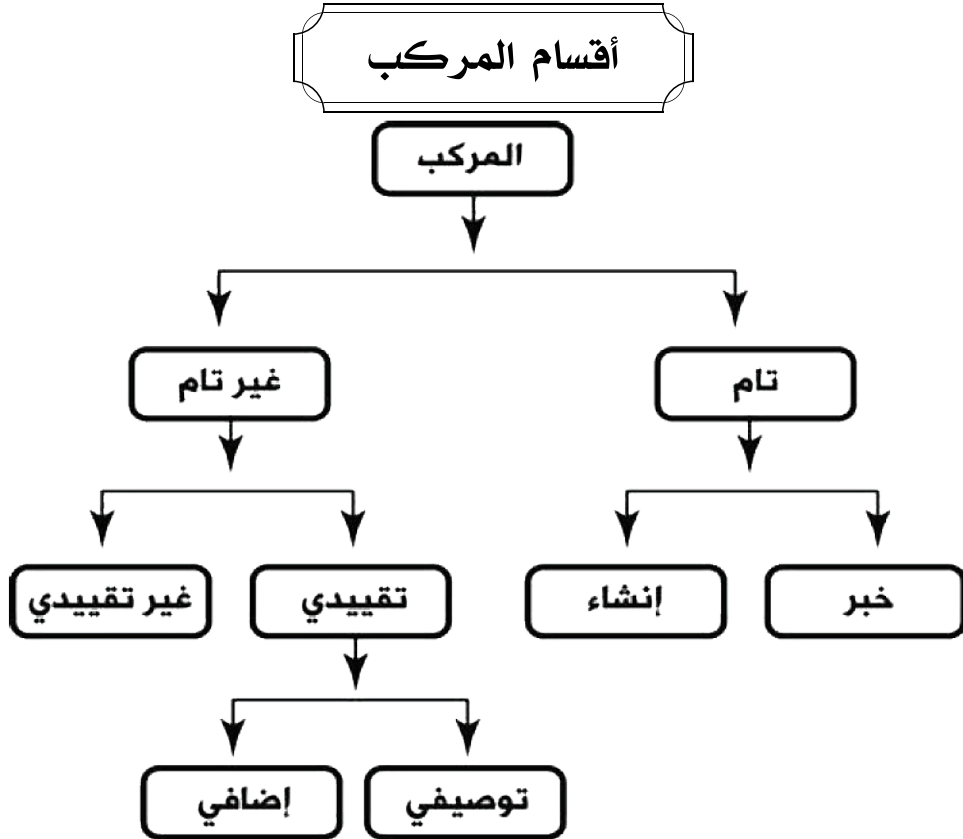 أقسام المركب
المركب
تام
غير تام
خبر
إنشاء
تقييدي
غير تقييدي
توصيفي
إضافي